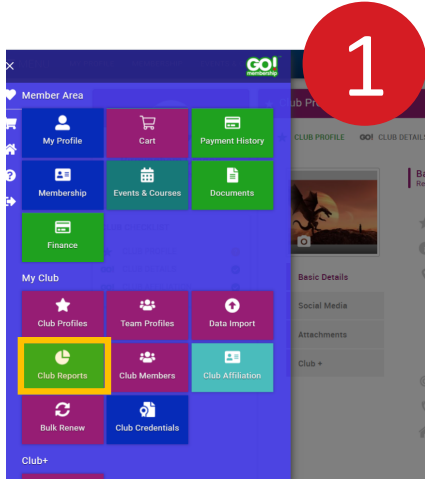 1
GO!
membership
Member Area
My Profile
Cart
Payment History
Membership
Events & Courses
Documents
Finance
My Club
Club Profiles
Team Profiles
Data Import
Club Reports
Club Members
Club Affiliation
Bulk Renew
Club Credentials
Club+
CLUB PROFILE GO! CLUB DETAILS
Basic Details
Social Media
Attachments
Club +